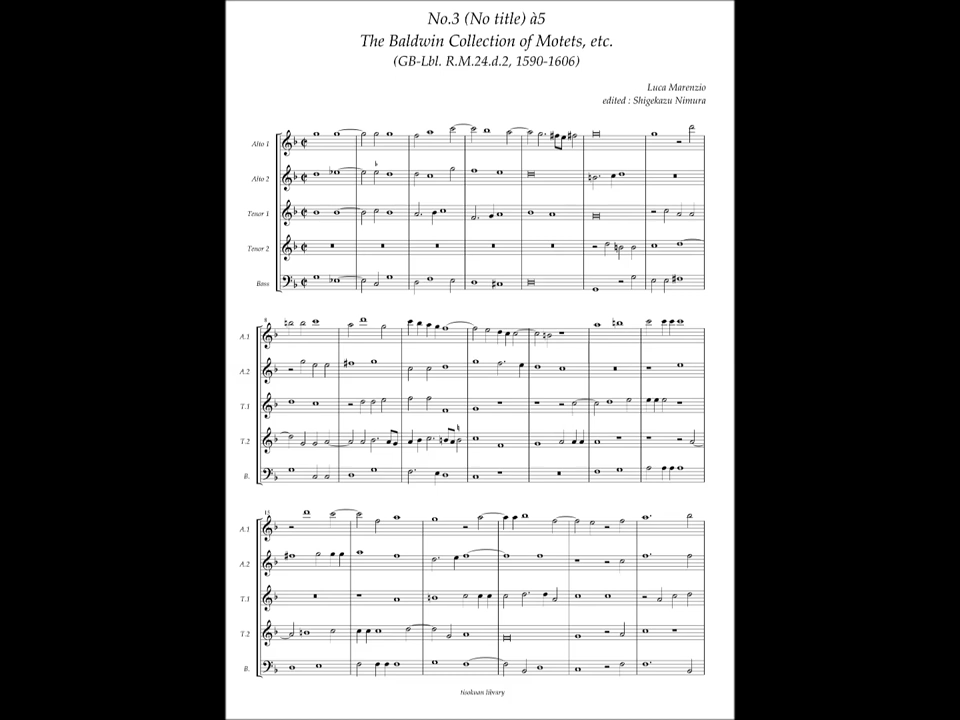 No.3 (No title) à5
The Baldwin Collection of Motets, etc.
(GB-Lbl. R.M.24.d.2, 1590-1606)
Luca Marenzio
edited : Shigekazu Nimura
Alto 1
Alto 2
Tenor 1
Tenor 2
Bass
8
A.1
A.2
T.1
T.2
B.
15
A.1
A.2
T.1
T.2
B.
library